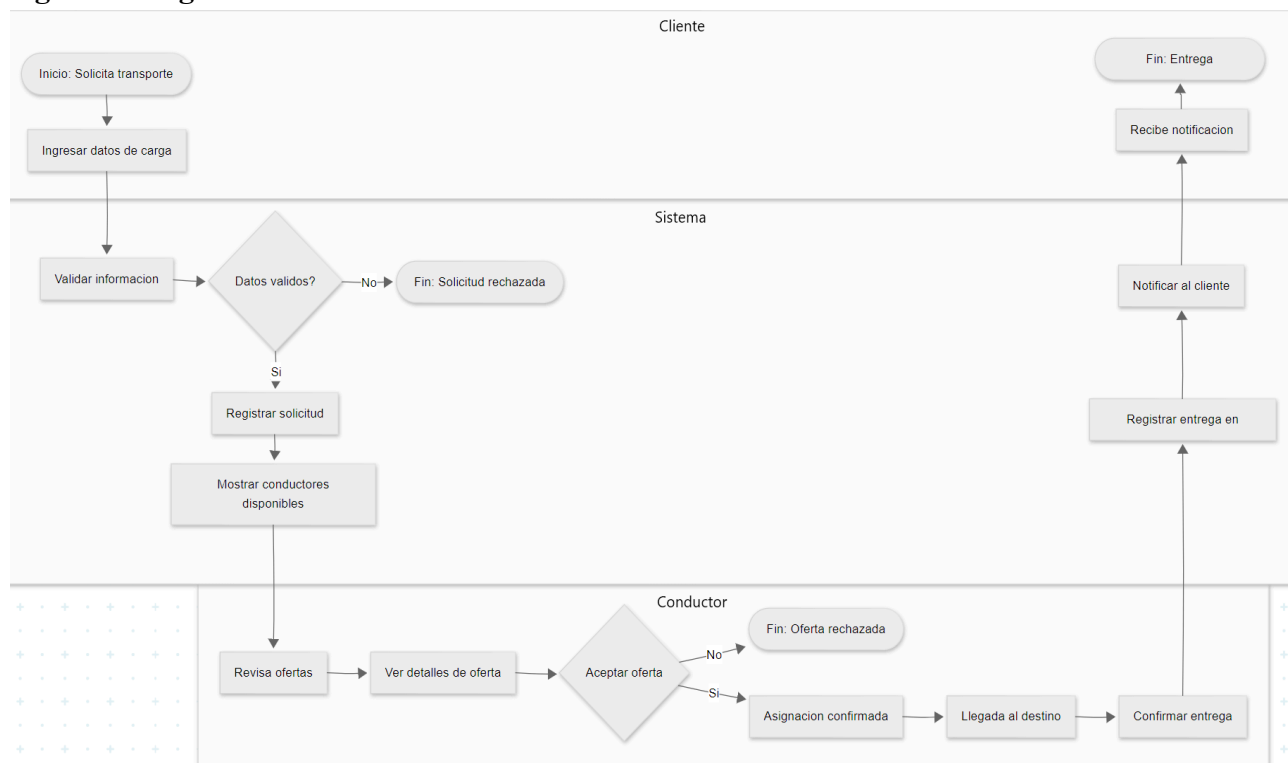 Cliente
Inicio: Solicita transporte
Ingresar datos de carga
Fin: Entrega
Recibe notificacion
Sistema
Validar informacion
Datos validos?
No
Fin: Solicitud rechazada
Si
Registrar solicitud
Mostrar conductores
disponibles
Notificar al cliente
Registrar entrega en
Conductor
Revisa ofertas
Ver detalles de oferta
Aceptar oferta
No
Fin: Oferta rechazada
Si
Asignacion confirmada
Llegada al destino
Confirmar entrega